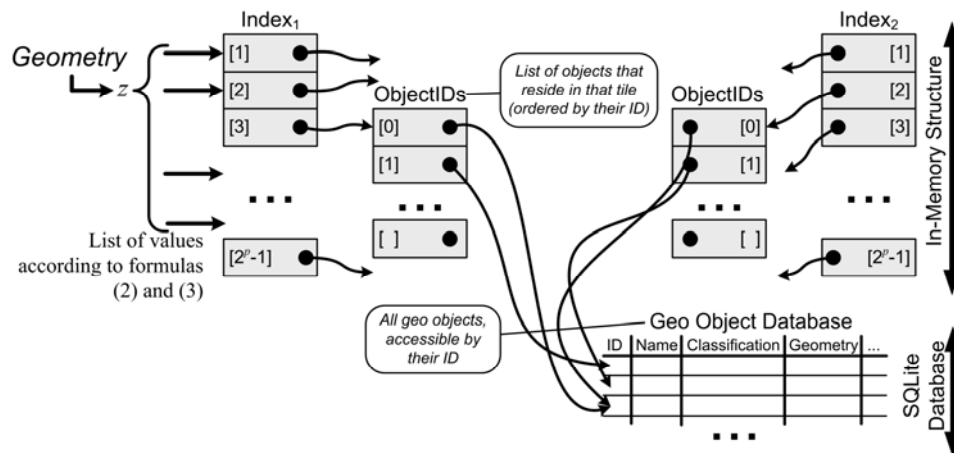 Index₁
Index₂
Geometry
z
[1]
[2]
[3]
[2ᵖ-1]
List of values
according to formulas
(2) and (3)
ObjectIDs
[0]
[1]
[ ]
List of objects that
reside in that tile
(ordered by their ID)
ObjectIDs
[0]
[1]
[ ]
[1]
[2]
[3]
[2ᵖ-1]
In-Memory Structure
All geo objects,
accessible by
their ID
Geo Object Database
ID Name Classification Geometry ...
SQLite
Database